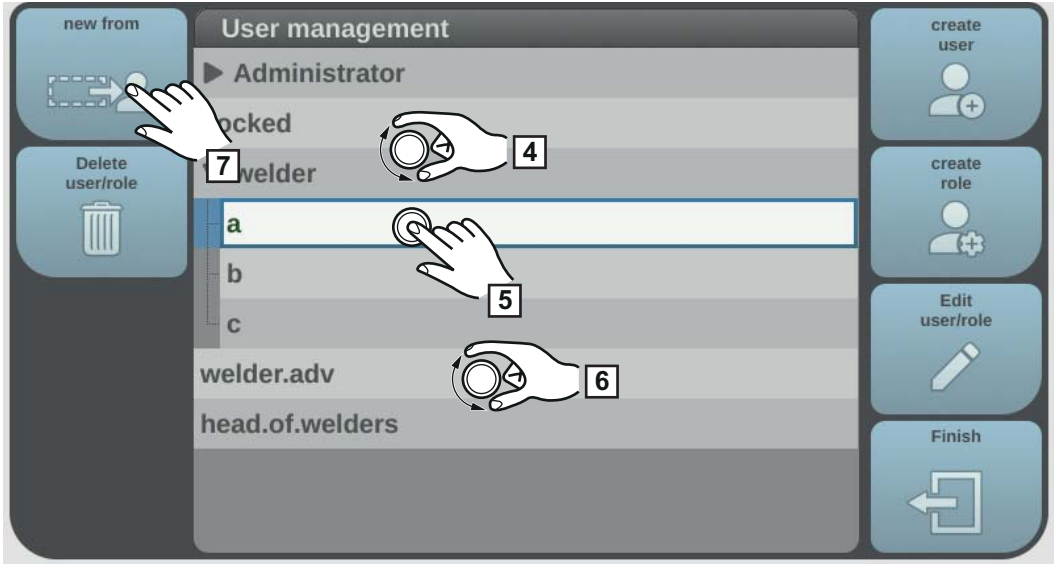 new from
User management
create
user
Administrator
ocked
4
7
Delete
user/role
welder
create
role
a
b
5
c
Edit
user/role
welder.adv
6
head.of.welders
Finish